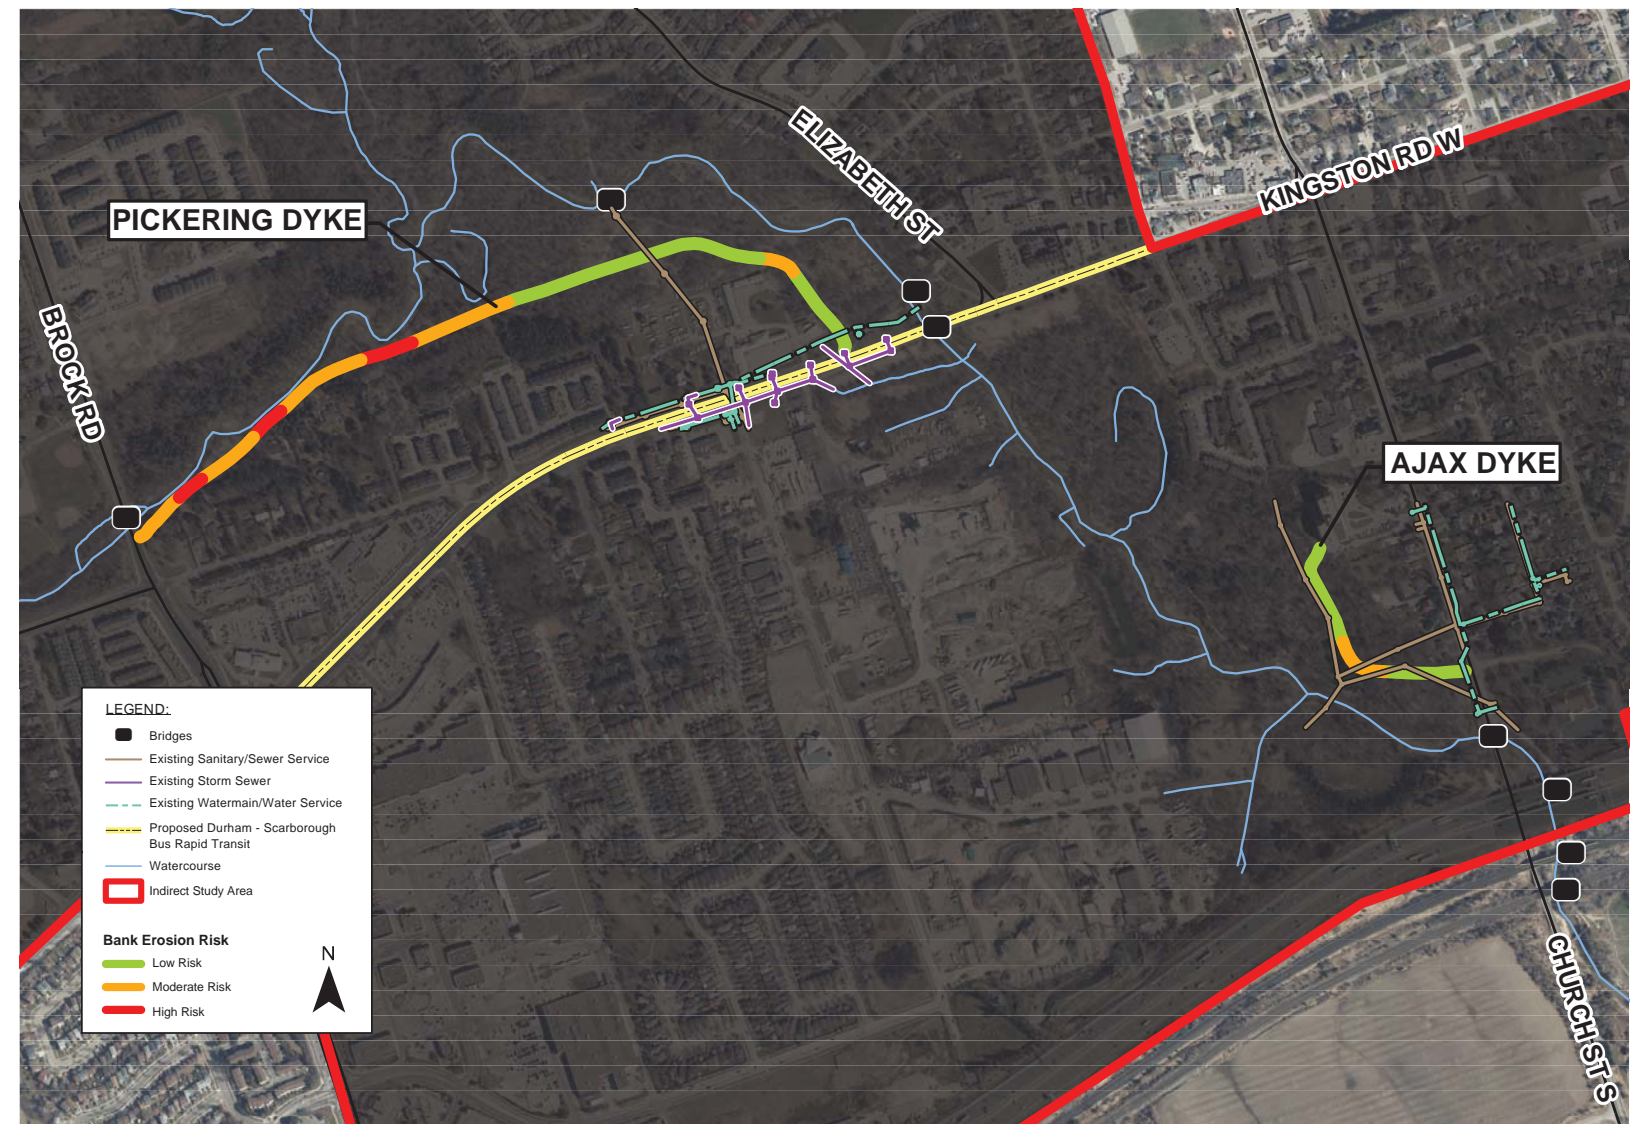 ELIZABETH ST
KINGSTON RD W
PICKERING DYKE
BROCK RD
AJAX DYKE
CHURCH ST S
LEGEND:
Bridges
Existing Sanitary/Sewer Service
Existing Storm Sewer
Existing Watermain/Water Service
Proposed Durham - Scarborough
Bus Rapid Transit
Watercourse
Indirect Study Area
Bank Erosion Risk
Low Risk
Moderate Risk
High Risk
N